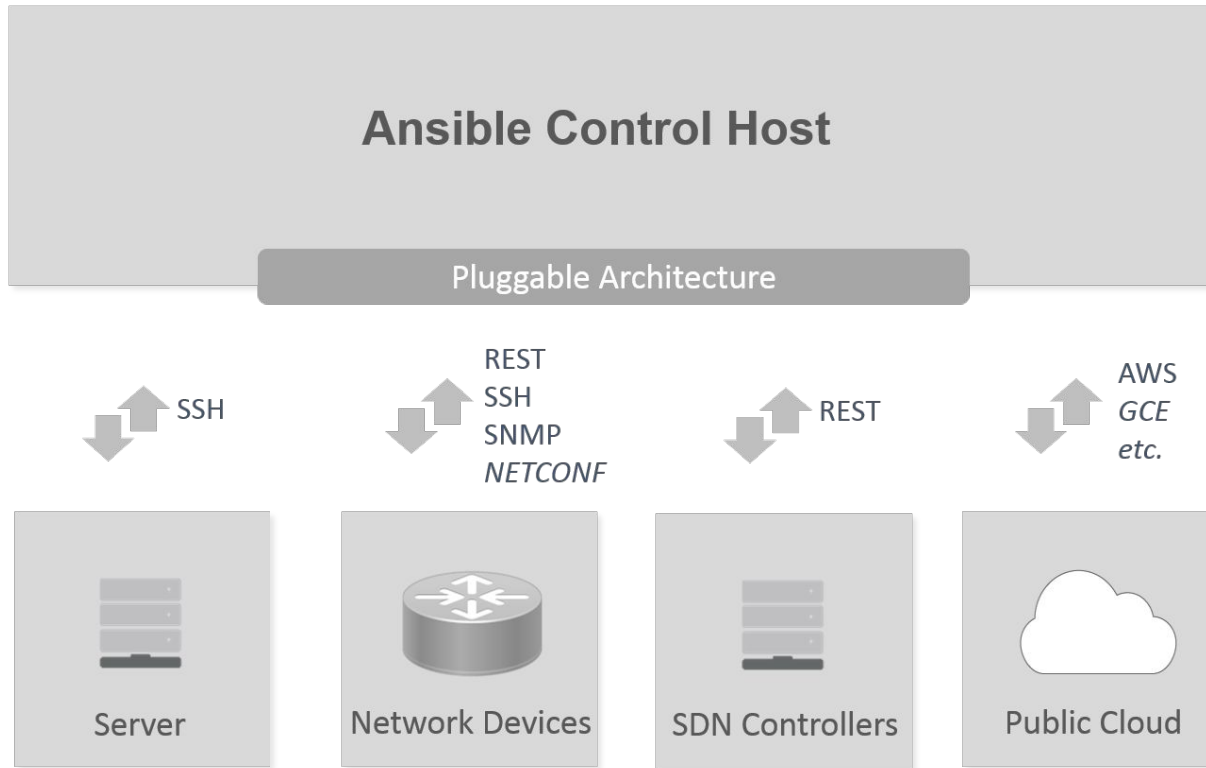 Ansible Control Host
Pluggable Architecture
SSH
REST
SSH
SNMP
NETCONF
REST
AWS
GCE
etc.
Server
Network Devices
SDN Controllers
Public Cloud